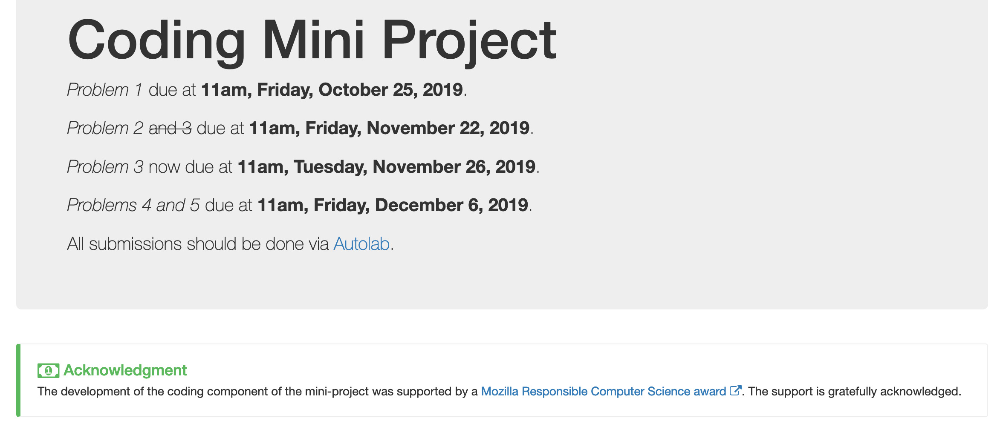 Coding Mini Project
Problem 1 due at 11am, Friday, October 25, 2019.
Problem 2 and 3 due at 11am, Friday, November 22, 2019.
Problem 3 now due at 11am, Tuesday, November 26, 2019.
Problems 4 and 5 due at 11am, Friday, December 6, 2019.
All submissions should be done via Autolab.
Acknowledgment
The development of the coding component of the mini-project was supported by a Mozilla Responsible Computer Science award. The support is gratefully acknowledged.